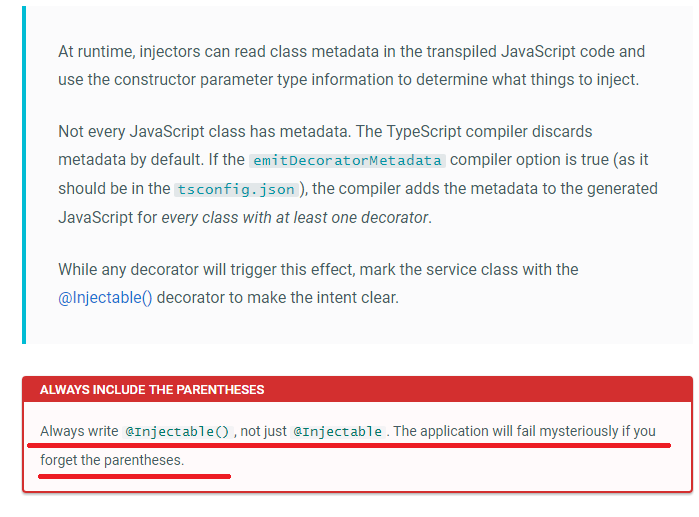 At runtime, injectors can read class metadata in the transpiled JavaScript code and
use the constructor parameter type information to determine what things to inject.
Not every JavaScript class has metadata. The TypeScript compiler discards
metadata by default. If the emitDecoratorMetadata compiler option is true (as it
should be in the tsconfig.json), the compiler adds the metadata to the generated
JavaScript for every class with at least one decorator.
While any decorator will trigger this effect, mark the service class with the
@Injectable() decorator to make the intent clear.
ALWAYS INCLUDE THE PARENTHESES
Always write @Injectable(), not just @Injectable. The application will fail mysteriously if you
forget the parentheses.